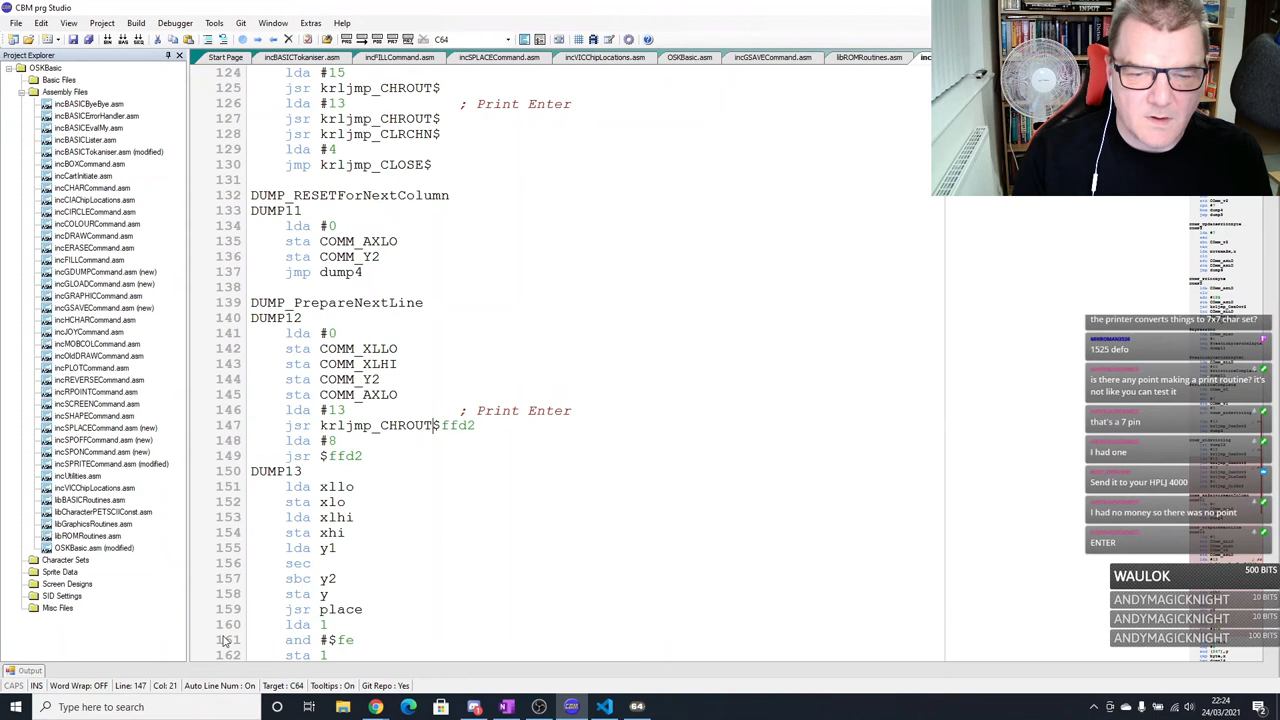 CBM prg Studio
File Edit View Project Build Debugger Tools Git Window Extras Help
C64
Project Explorer
Start Page incBASICTokaniser.asm incFILLCommand.asm incSPLACECommand.asm incVICChipLocations.asm OSKBasic.asm incGSAVECommand.asm libROMRoutines.asm inc
OSKBasic
Basic Files
Assembly Files
incBASICByeBye.asm
incBASICErrorHandler.asm
incBASICEvalMy.asm
incBASICLister.asm
incBASICTokaniser.asm (modified)
incBOXCommand.asm
incCartInitiate.asm
incCHARCommand.asm
incCIAChipLocations.asm
incCIRCLECommand.asm
incCOLOURCommand.asm
incDRAWCommand.asm
incERASECommand.asm
incFILLCommand.asm
incGDUMPCommand.asm (new)
incGLOADCommand.asm (new)
incGRAPHICCommand.asm
incGSAVECommand.asm (new)
incHCHARCommand.asm
incJOYCommand.asm
incMOBCOLCommand.asm
incOldDRAWCommand.asm
incPLOTCommand.asm
incREVERSECommand.asm
incRPOINTCommand.asm
incSCREENCommand.asm
incSHAPECommand.asm
incSPLACECommand.asm (new)
incSPOFFCommand.asm (new)
incSPONCommand.asm (new)
incSPRITECommand.asm (modified)
incUtilities.asm
incVICChipLocations.asm
libBASICRoutines.asm
libCharacterPETSCIIConst.asm
libGraphicsRoutines.asm
libROMRoutines.asm
OSKBasic.asm (modified)
Character Sets
Sprite Data
Screen Designs
SID Settings
Misc Files
124 lda #15
125 jsr krljmp_CHROUT$
126 lda #13 ; Print Enter
127 jsr krljmp_CHROUT$
128 jsr krljmp_CLRCHN$
129 lda #4
130 jmp krljmp_CLOSE$
131
132 DUMP_RESETForNextColumn
133 DUMP11
134 lda #0
135 sta COMM_AXLO
136 sta COMM_Y2
137 jmp dump4
138
139 DUMP_PrepareNextLine
140 DUMP12
141 lda #0
142 sta COMM_XLLO
143 sta COMM_XLHI
144 sta COMM_Y2
145 sta COMM_AXLO
146 lda #13 ; Print Enter
147 jsr krljmp_CHROUT$ffd2
148 lda #8
149 jsr $ffd2
150 DUMP13
151 lda xllo
152 sta xlo
153 lda xlhi
154 sta xhi
155 lda y1
156 sec
157 sbc y2
158 sta y
159 jsr place
160 lda 1
161 and #$fe
162 sta 1
INPUT
the printer converts things to 7x7 char set?
1525 defo
is there any point making a print routine? it's
not like you can test it
that's a 7 pin
I had one
Send it to your HPLJ 4000
I had no money so there was no point
ENTER
WAULOK 500 BITS
ANDYMAGICKNIGHT 10 BITS
ANDYMAGICKNIGHT 10 BITS
ANDYMAGICKNIGHT 100 BITS
Output
CAPS INS Word Wrap: OFF Line: 147 Col: 21 Auto Line Num : On Target : C64 Tooltips : On Git Repo : Yes
Type here to search
22:24
24/03/2021
2